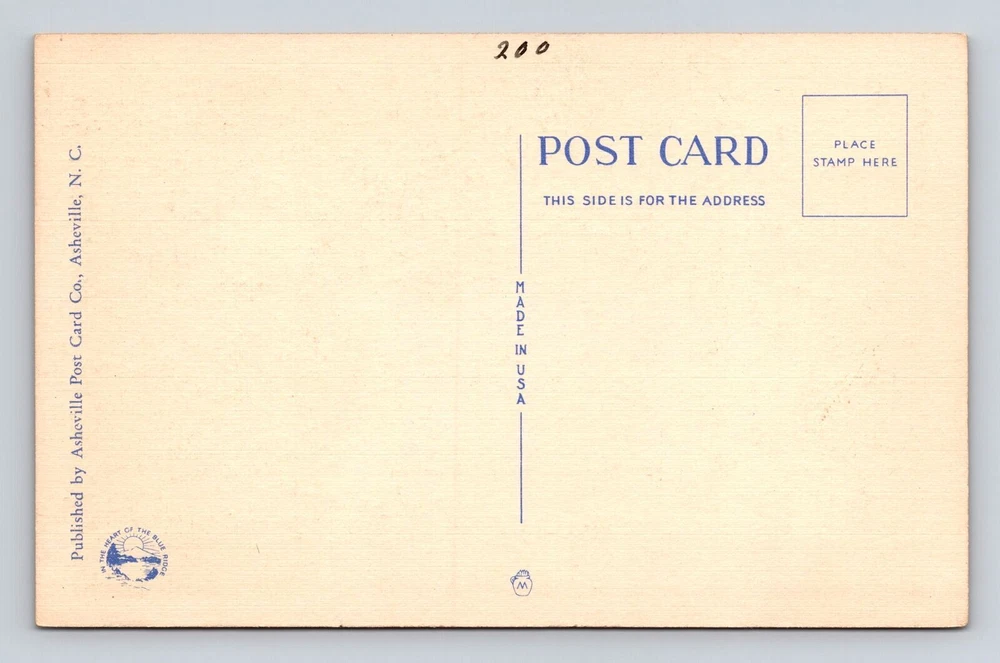 200
POST CARD
THIS SIDE IS FOR THE ADDRESS
PLACE
STAMP HERE
MADE IN USA
Published by Asheville Post Card Co., Asheville, N. C.
IN THE HEART OF THE BLUE RIDGE
W